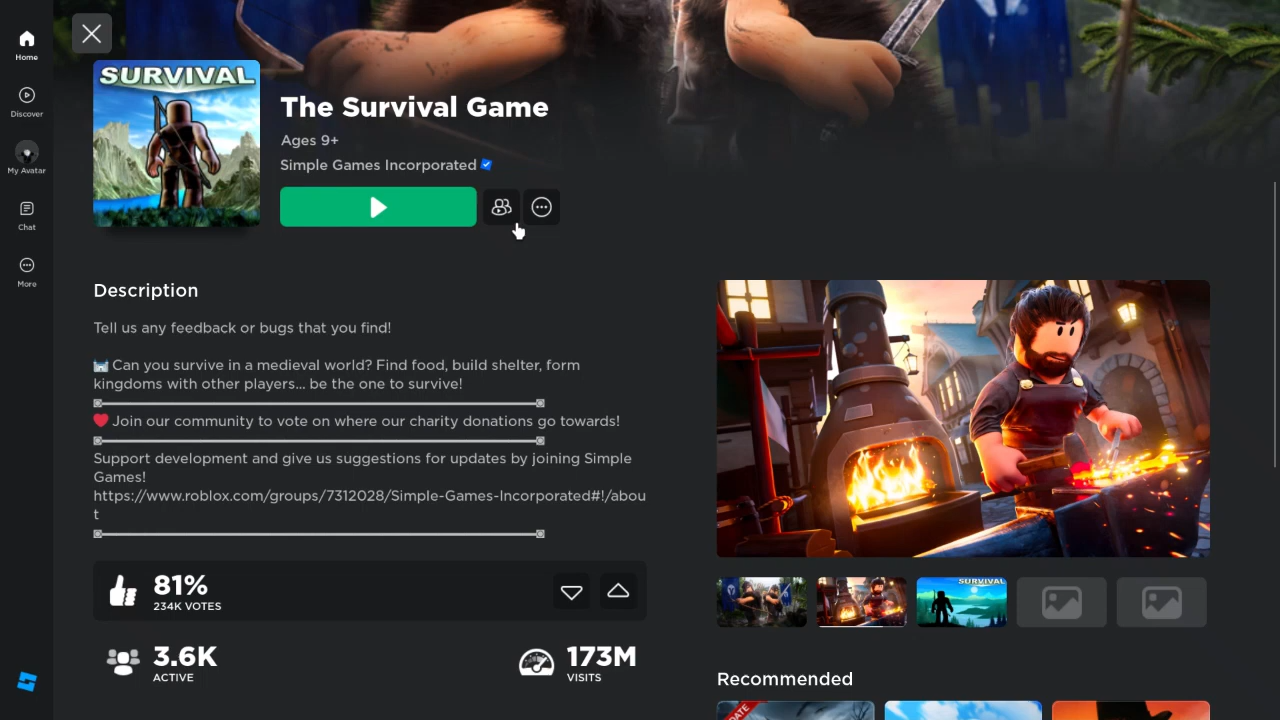 Home
Discover
My Avatar
Chat
More
SURVIVAL
The Survival Game
Ages 9+
Simple Games Incorporated
Description
Tell us any feedback or bugs that you find!
🏰 Can you survive in a medieval world? Find food, build shelter, form
kingdoms with other players... be the one to survive!
❤️ Join our community to vote on where our charity donations go towards!
Support development and give us suggestions for updates by joining Simple
Games!
https://www.roblox.com/groups/7312028/Simple-Games-Incorporated#!/abou
t
81%
234K VOTES
3.6K
ACTIVE
173M
VISITS
SURVIVAL
Recommended
DATE